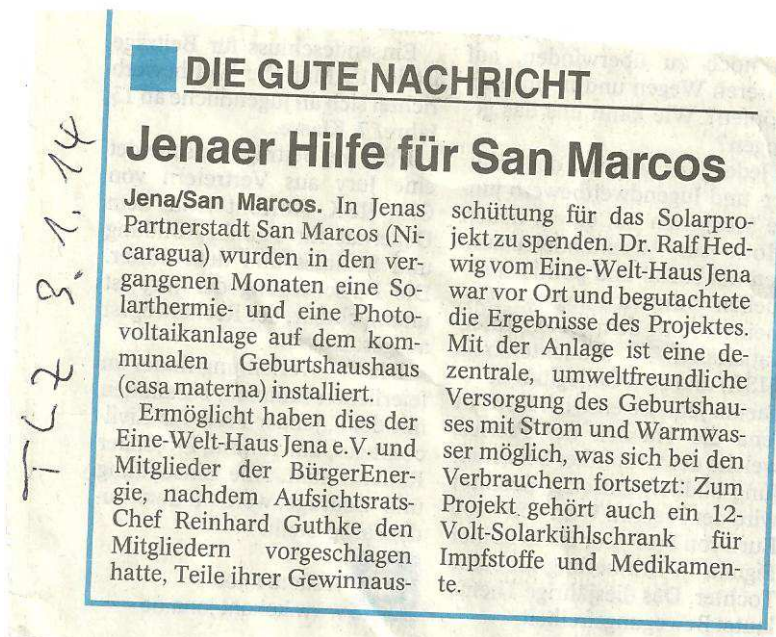 DIE GUTE NACHRICHT
Jenaer Hilfe für San Marcos
Jena/San Marcos. In Jenas
Partnerstadt San Marcos (Ni-
caragua) wurden in den ver-
gangenen Monaten eine So-
larthermie- und eine Photo-
voltaikanlage auf dem kom-
munalen Geburtshaushaus
(casa materna) installiert.
Ermöglicht haben dies der
Eine-Welt-Haus Jena e.V. und
Mitglieder der BürgerEner-
gie, nachdem Aufsichtsrats-
Chef Reinhard Guthke den
Mitgliedern vorgeschlagen
hatte, Teile ihrer Gewinnaus-
schüttung für das Solarpro-
jekt zu spenden. Dr. Ralf Hed-
wig vom Eine-Welt-Haus Jena
war vor Ort und begutachtete
die Ergebnisse des Projektes.
Mit der Anlage ist eine de-
zentrale, umweltfreundliche
Versorgung des Geburtshau-
ses mit Strom und Warmwas-
ser möglich, was sich bei den
Verbrauchern fortsetzt: Zum
Projekt gehört auch ein 12-
Volt-Solarkühlschrank für
Impfstoffe und Medikamen-
te.
TLZ 3.1.14